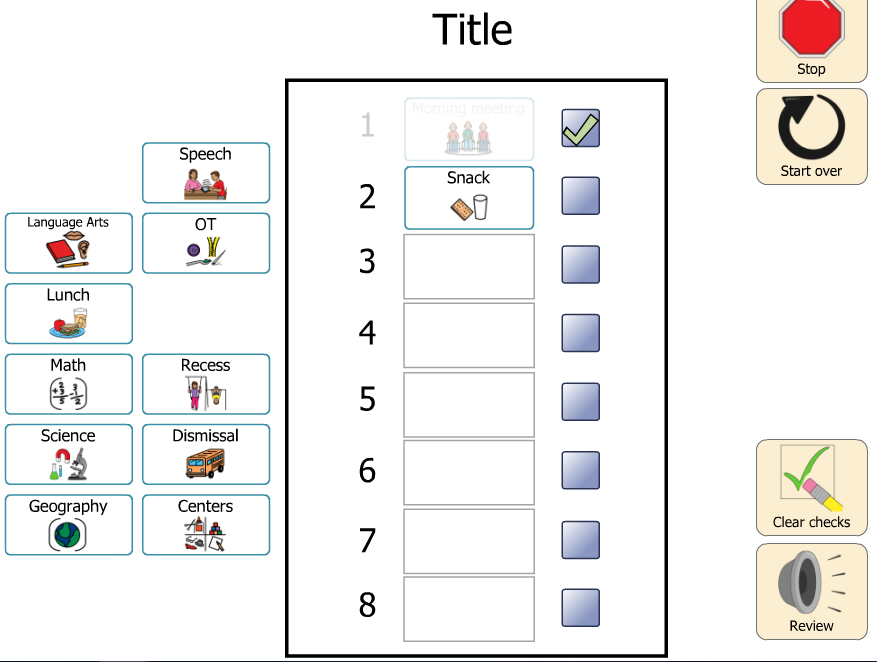 Title
Stop
Start over
Speech
Language Arts
OT
Lunch
Math
Recess
Science
Dismissal
Geography
Centers
1
Morning meeting
2
Snack
3
4
5
6
7
8
Clear checks
Review